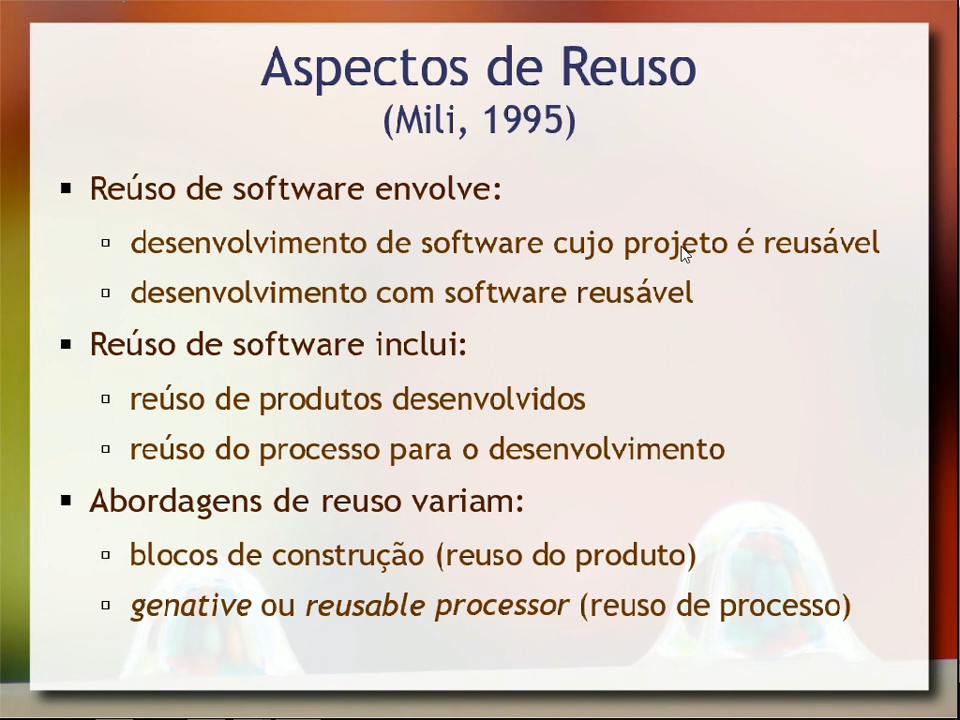 Aspectos de Reuso
(Mili, 1995)
Reúso de software envolve:
desenvolvimento de software cujo projeto é reusável
desenvolvimento com software reusável
Reúso de software inclui:
reúso de produtos desenvolvidos
reúso do processo para o desenvolvimento
Abordagens de reuso variam:
blocos de construção (reuso do produto)
genative ou reusable processor (reuso de processo)